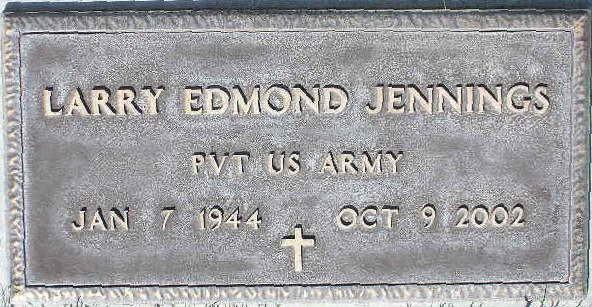 LARRY EDMOND JENNINGS
PVT US ARMY
JAN 7 1944 OCT 9 2002